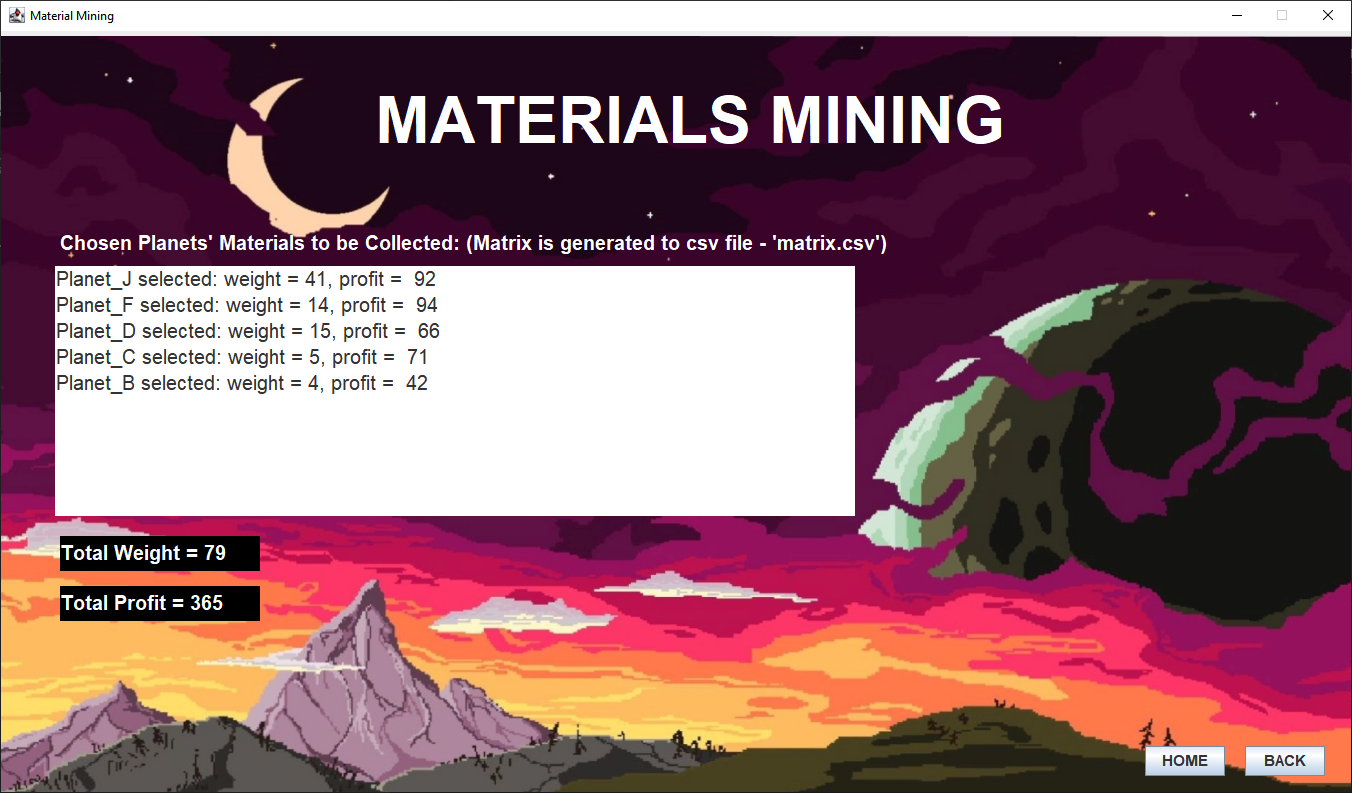 Material Mining
MATERIALS MINING
Chosen Planets' Materials to be Collected: (Matrix is generated to csv file - 'matrix.csv')
Planet_J selected: weight = 41, profit =  92
Planet_F selected: weight = 14, profit =  94
Planet_D selected: weight = 15, profit =  66
Planet_C selected: weight = 5, profit =  71
Planet_B selected: weight = 4, profit =  42
Total Weight = 79
Total Profit = 365
HOME BACK